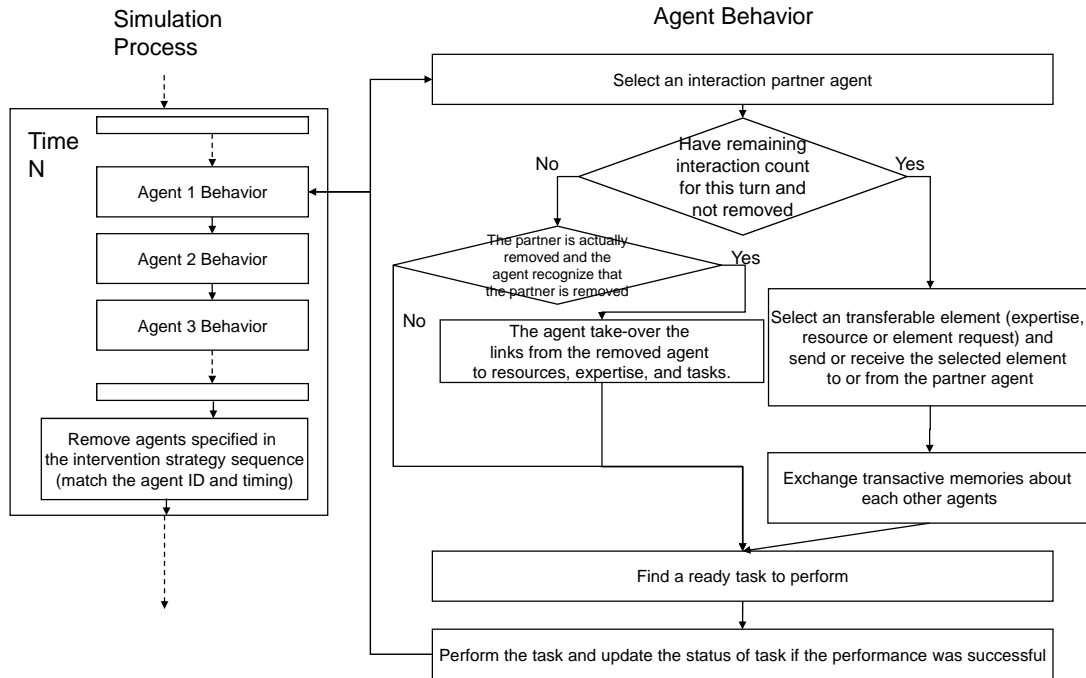 Simulation
Process
Time
N
Agent 1 Behavior
Agent 2 Behavior
Agent 3 Behavior
Remove agents specified in
the intervention strategy sequence
(match the agent ID and timing)
Agent Behavior
Select an interaction partner agent
Have remaining
interaction count
for this turn and
not removed
No
Yes
The partner is actually
removed and the
agent recognize that
the partner is removed
Yes
No
The agent take-over the
links from the removed agent
to resources, expertise, and tasks.
Select an transferable element (expertise,
resource or element request) and
send or receive the selected element
to or from the partner agent
Exchange transactive memories about
each other agents
Find a ready task to perform
Perform the task and update the status of task if the performance was successful